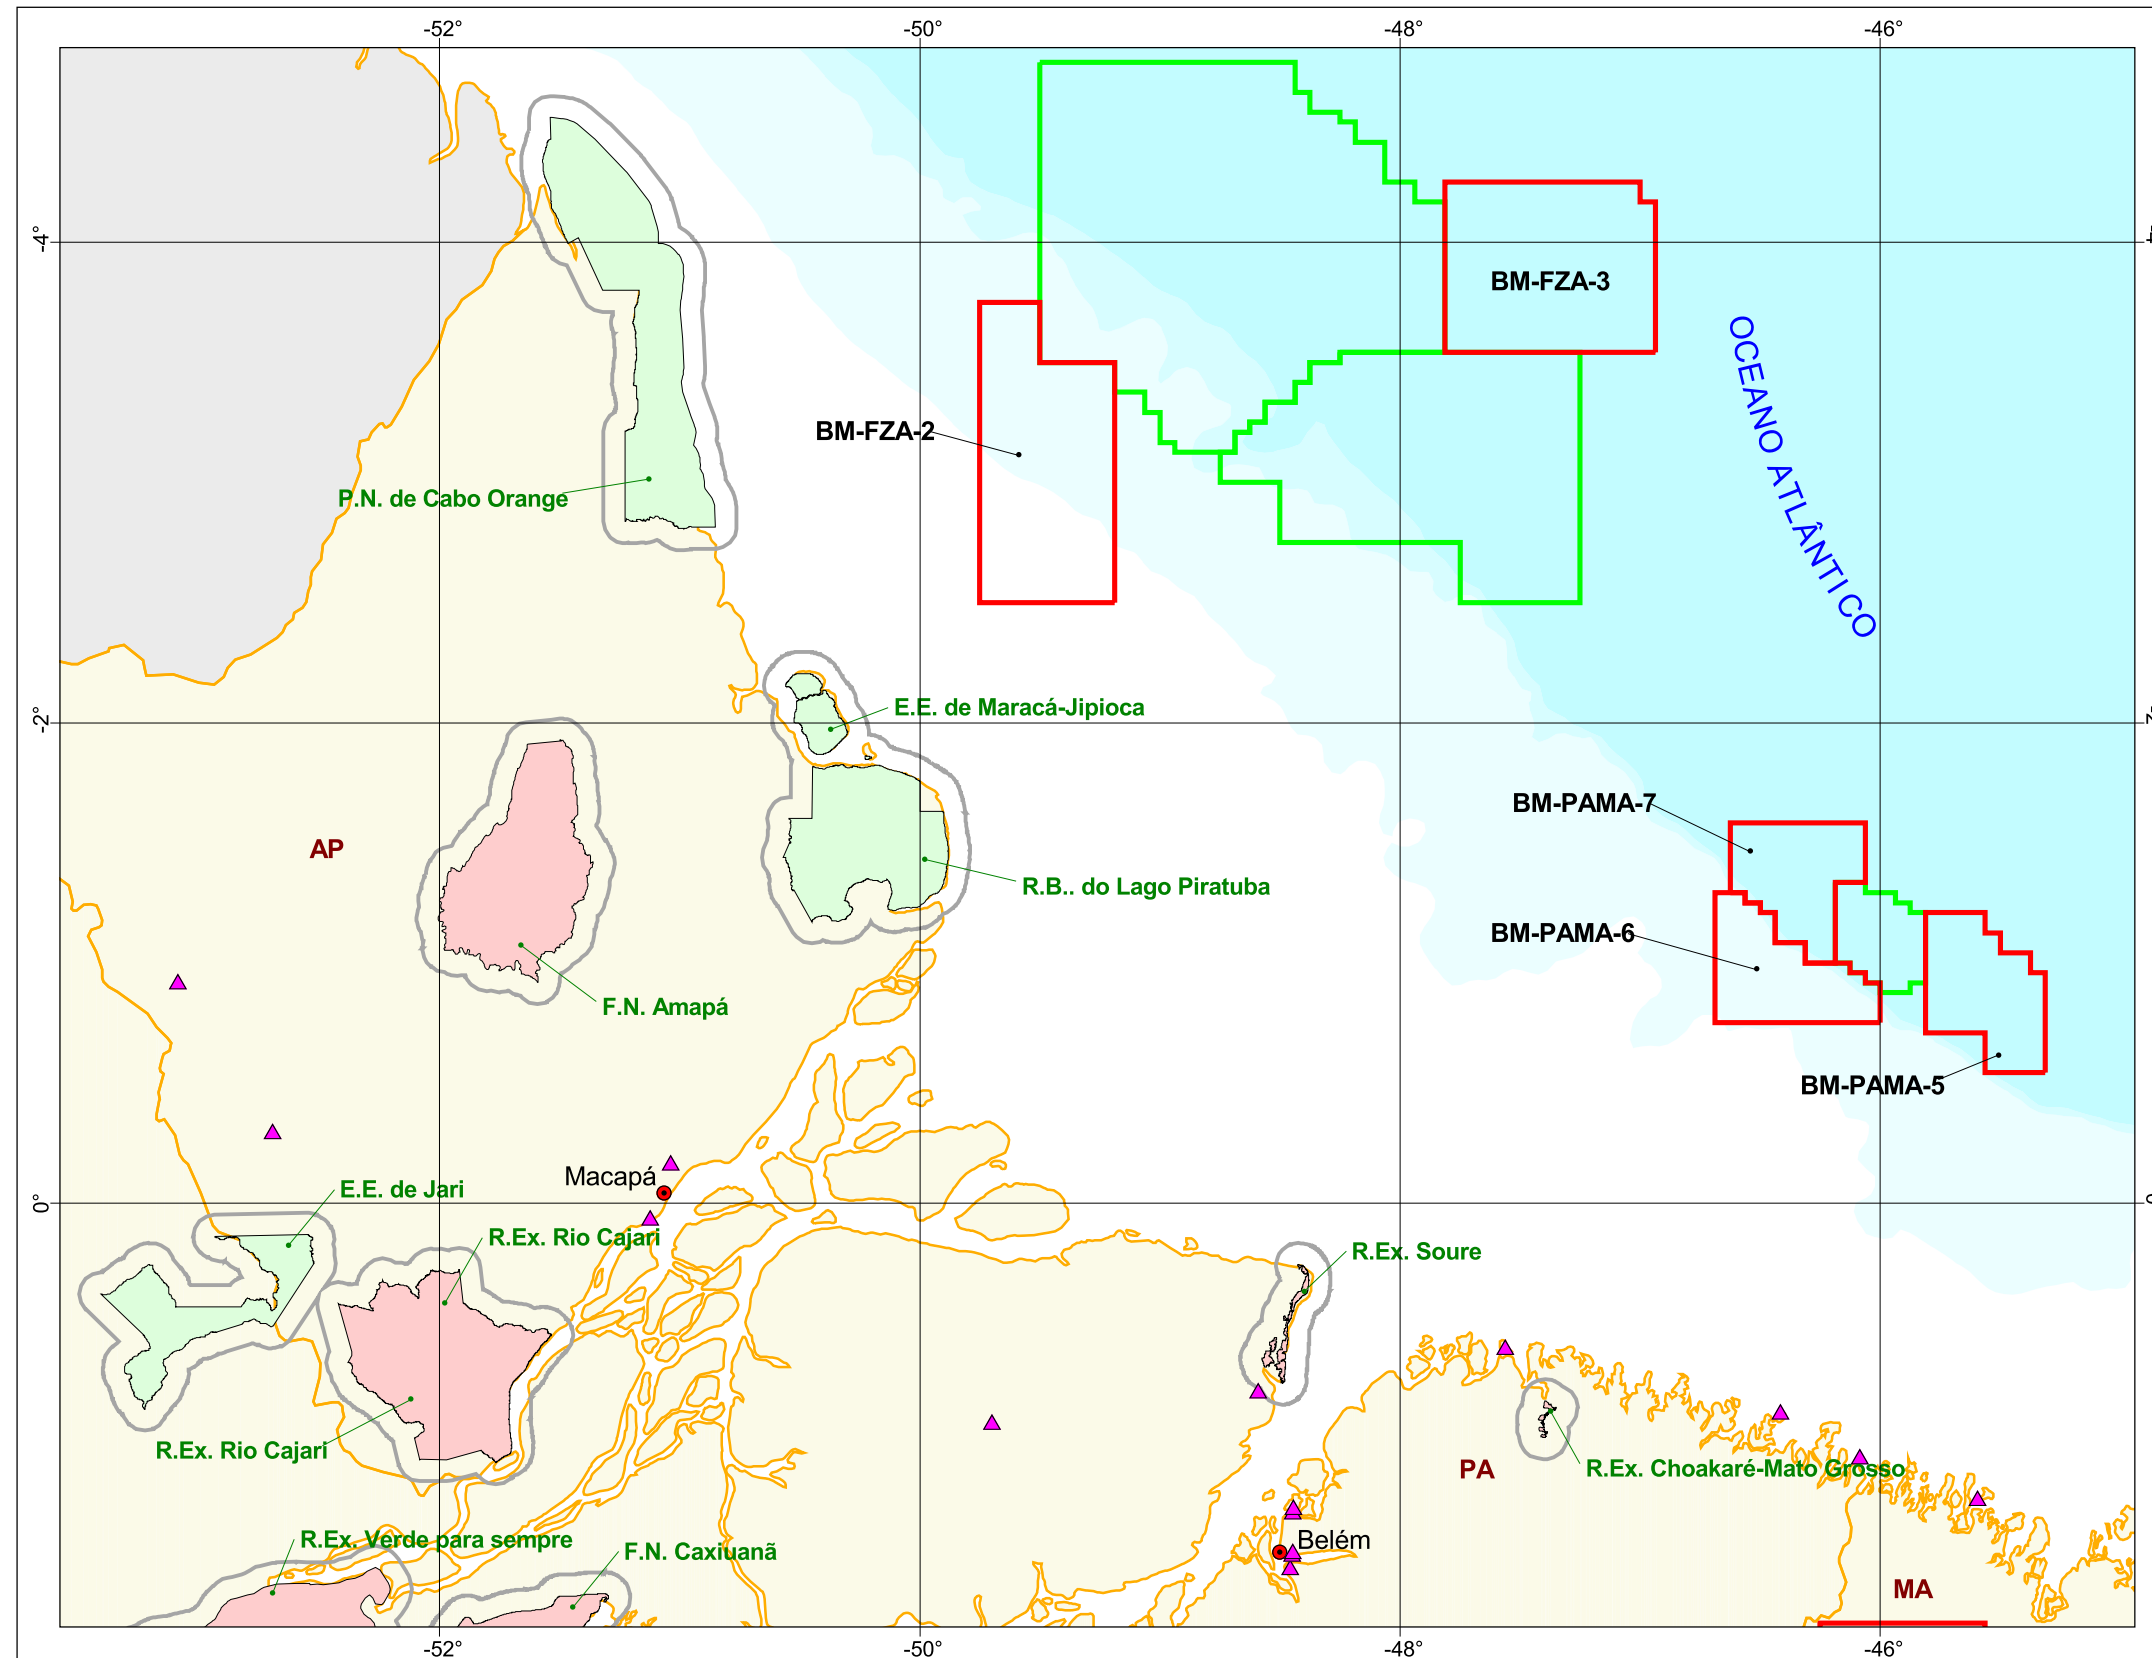 -52° -50° -48° -46°
-4°
BM-FZA-3
OCEANO ATLÂNTICO
BM-FZA-2
P.N. de Cabo Orange
E.E. de Maracá-Jipioca
-2°
BM-PAMA-7
AP
R.B.. do Lago Piratuba
BM-PAMA-6
F.N. Amapá
BM-PAMA-5
Macapá
E.E. de Jari
0°
R.Ex. Rio Cajari
R.Ex. Soure
R.Ex. Rio Cajari
PA
R.Ex. Choakaré-Mato Grosso
R.Ex. Verde para sempre
Belém
F.N. Caxiuanã
MA
-52° -50° -48° -46°